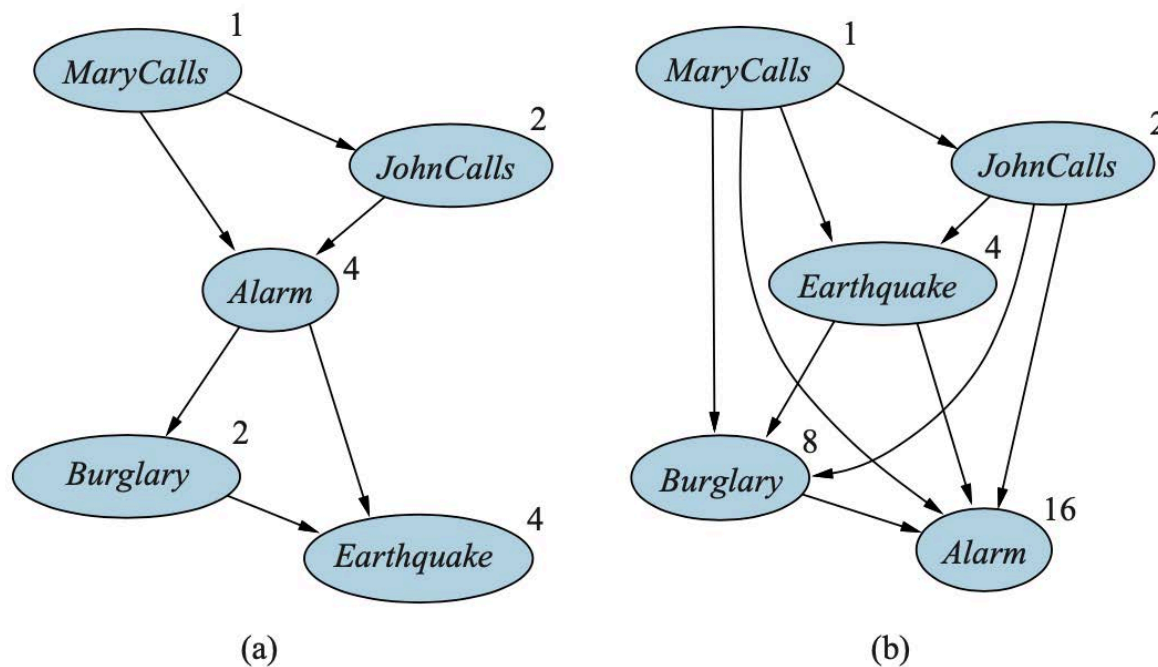 1
MaryCalls
2
JohnCalls
Alarm
4
2
Burglary
4
Earthquake
(a)
1
MaryCalls
2
JohnCalls
4
Earthquake
8
Burglary
16
Alarm
(b)